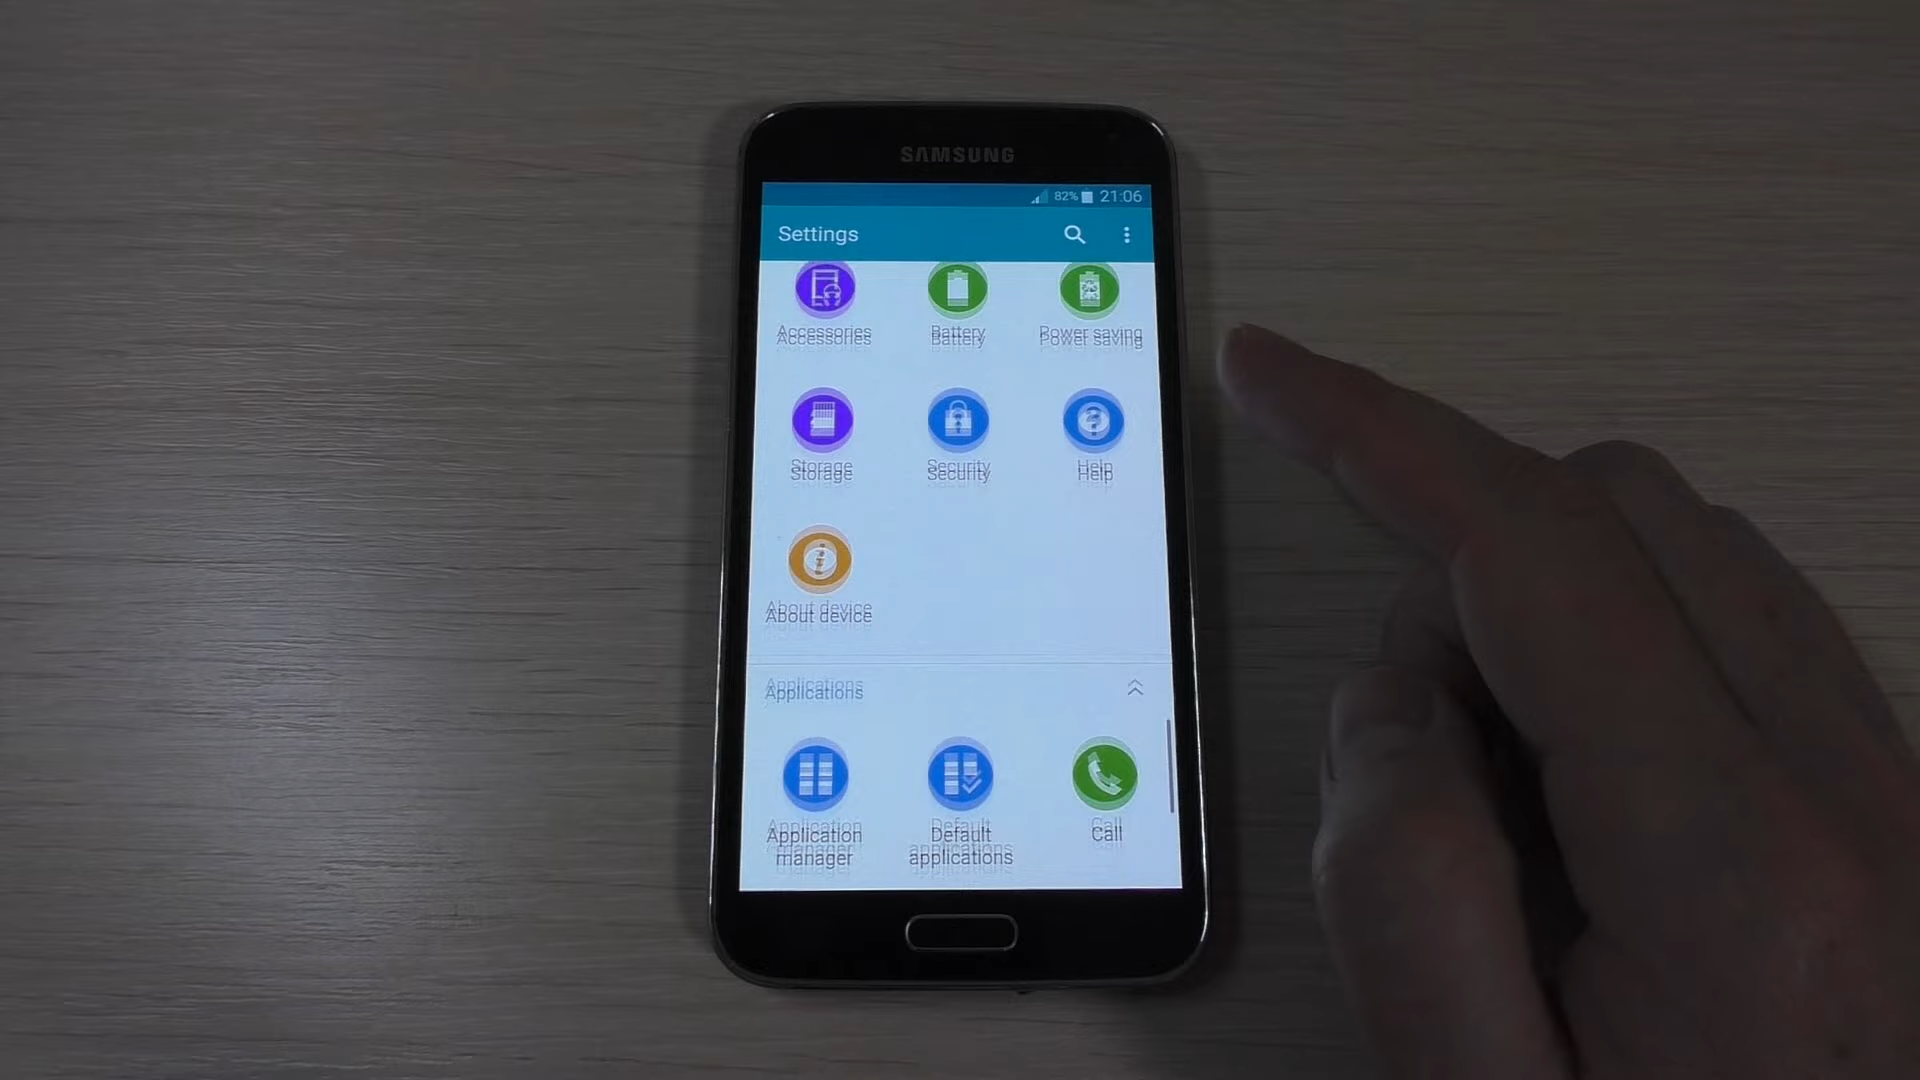 SAMSUNG
82% 21:06
Settings
Accessories Battery Power saving
Storage Security Help
About device
Applications
Application manager
Default applications
Call